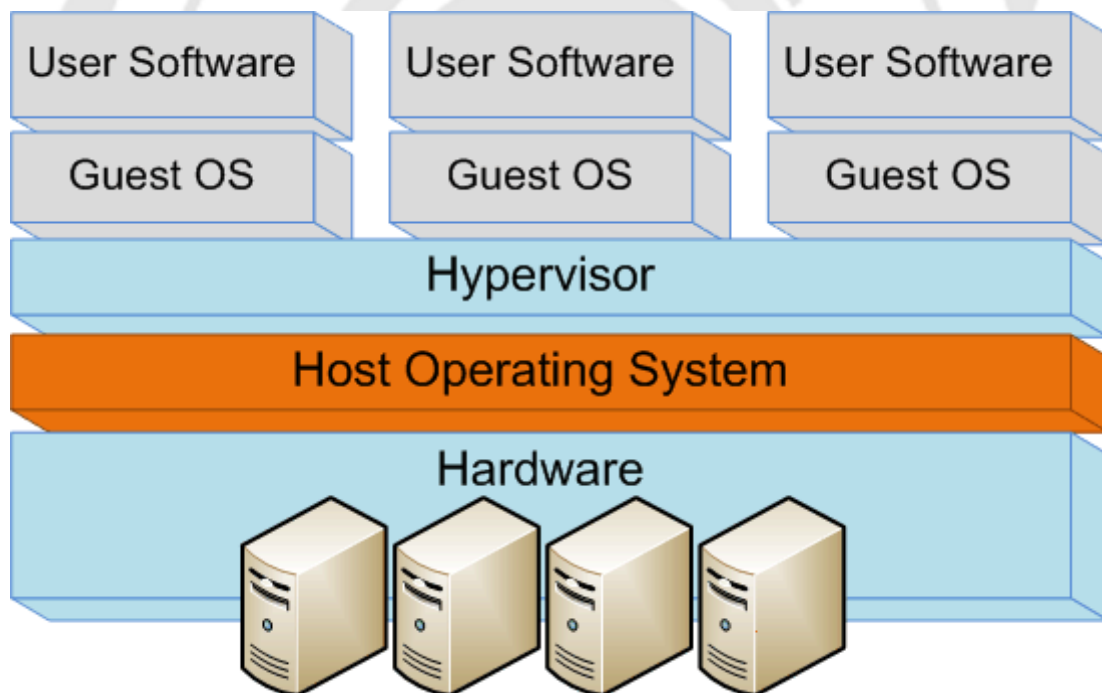 User Software
User Software
User Software
Guest OS
Guest OS
Guest OS
Hypervisor
Host Operating System
Hardware